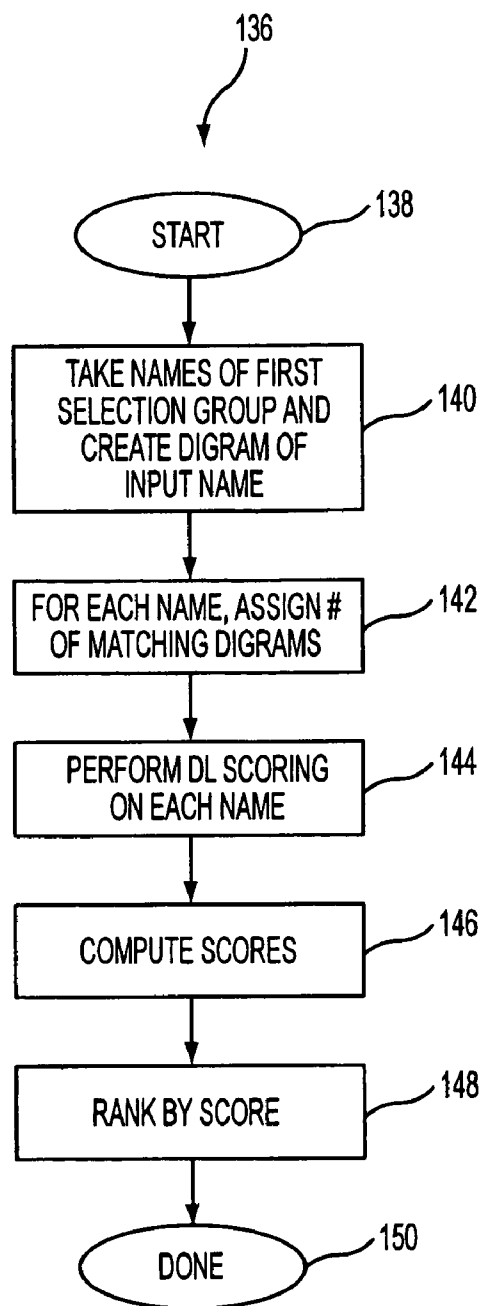 136
START
138
TAKE NAMES OF FIRST
SELECTION GROUP AND
CREATE DIGRAM OF
INPUT NAME
140
FOR EACH NAME, ASSIGN #
OF MATCHING DIGRAMS
142
PERFORM DL SCORING
ON EACH NAME
144
COMPUTE SCORES
146
RANK BY SCORE
148
DONE
150